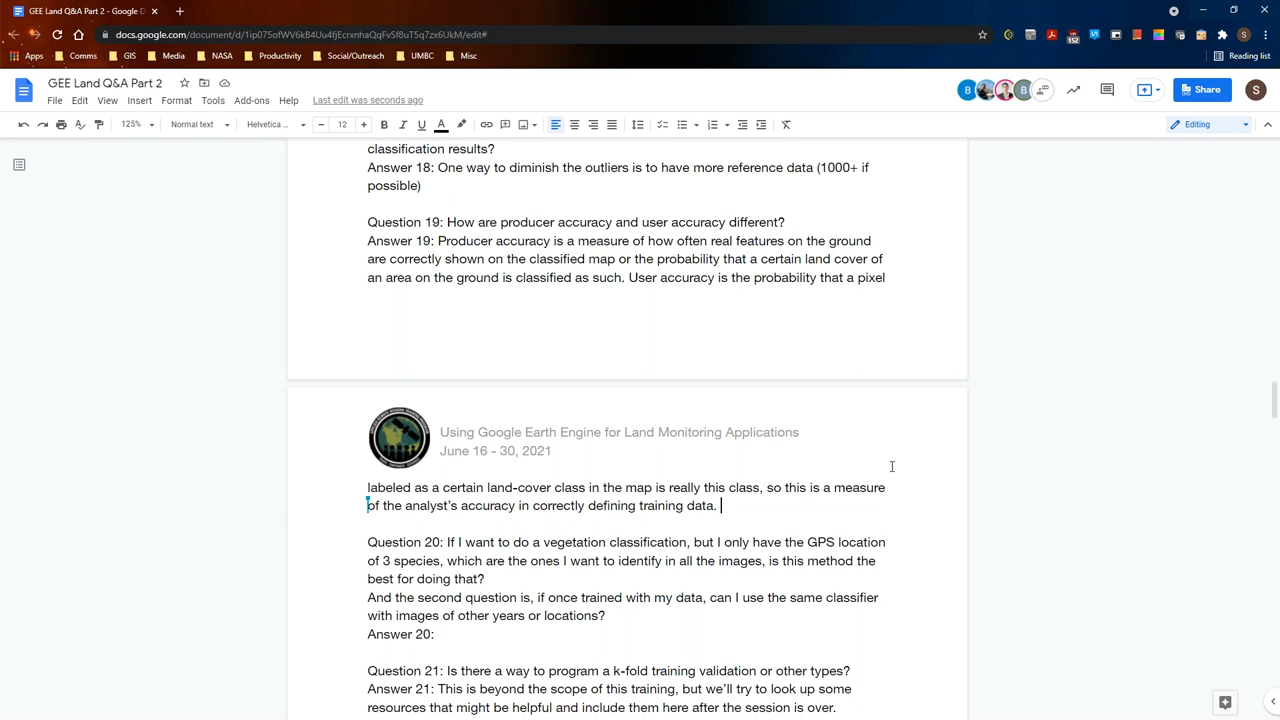 GEE Land Q&A Part 2 - Google D
docs.google.com/document/d/1ip075ofWV6kB4Uu4fjEcrxnhaQqFvSf8uT5q7zx6UkM/edit#
Apps Comms GIS Media NASA Productivity Social/Outreach UMBC Misc Reading list
GEE Land Q&A Part 2
File Edit View Insert Format Tools Add-ons Help Last edit was seconds ago
Share
B B S
125% Normal text Helvetica ... 12 Editing
classification results?
Answer 18: One way to diminish the outliers is to have more reference data (1000+ if
possible)
Question 19: How are producer accuracy and user accuracy different?
Answer 19: Producer accuracy is a measure of how often real features on the ground
are correctly shown on the classified map or the probability that a certain land cover of
an area on the ground is classified as such. User accuracy is the probability that a pixel
Using Google Earth Engine for Land Monitoring Applications
June 16 - 30, 2021
labeled as a certain land-cover class in the map is really this class, so this is a measure
of the analyst's accuracy in correctly defining training data.
Question 20: If I want to do a vegetation classification, but I only have the GPS location
of 3 species, which are the ones I want to identify in all the images, is this method the
best for doing that?
And the second question is, if once trained with my data, can I use the same classifier
with images of other years or locations?
Answer 20:
Question 21: Is there a way to program a k-fold training validation or other types?
Answer 21: This is beyond the scope of this training, but we'll try to look up some
resources that might be helpful and include them here after the session is over.